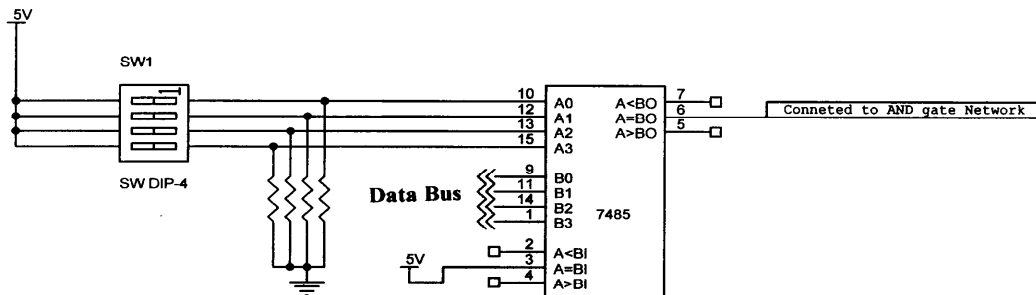 5V
SW1
SW DIP-4
10 A0 A<BO 7
12 A1 A=BO 6
13 A2 A>BO 5
15 A3
Conneted to AND gate Network
Data Bus
9 B0
11 B1
14 B2
1 B3
7485
2 A<BI
5V
3 A=BI
4 A>BI